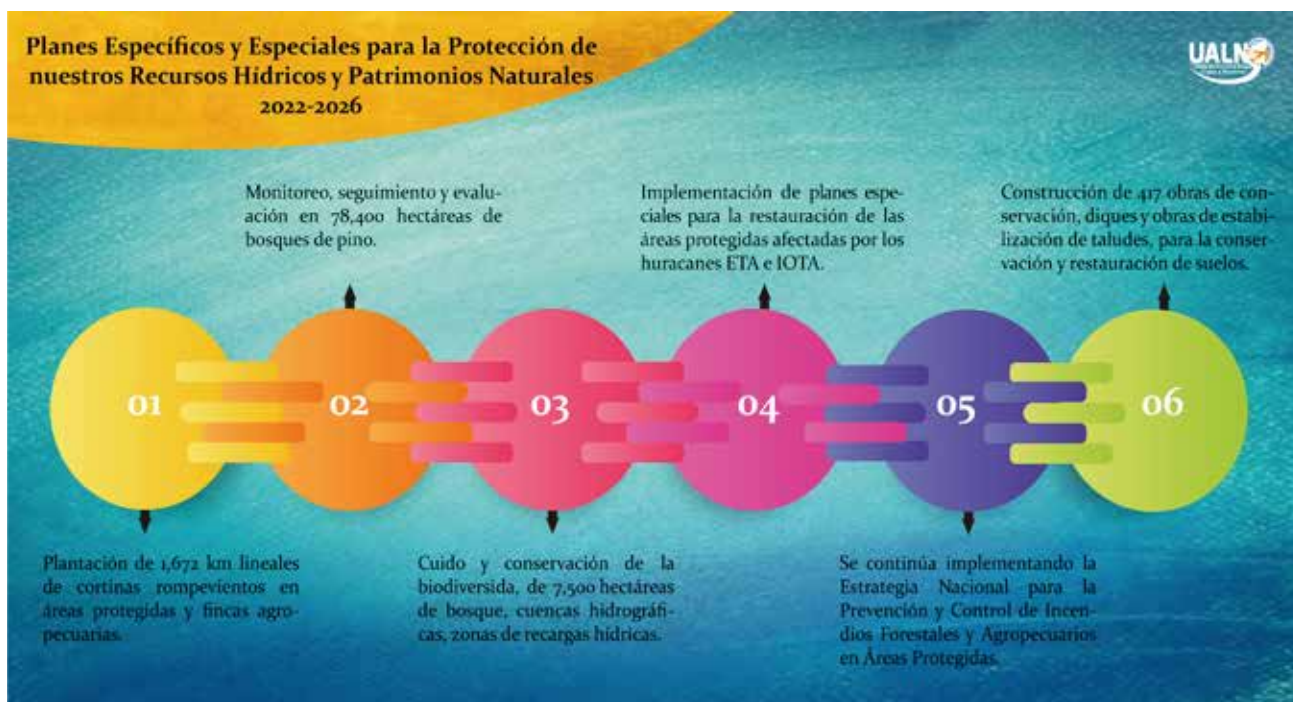 Planes Específicos y Especiales para la Protección de
nuestros Recursos Hídricos y Patrimonios Naturales
2022-2026
UALN
01
Plantación de 1,672 km lineales
de cortinas rompevientos en
áreas protegidas y fincas agro-
pecuarias.
02
Monitoreo, seguimiento y evalu-
ación en 78,400 hectáreas de
bosques de pino.
03
Cuido y conservación de la
biodiversida, de 7,500 hectáreas
de bosque, cuencas hidrográfi-
cas, zonas de recargas hídricas.
04
Implementación de planes espe-
ciales para la restauración de las
áreas protegidas afectadas por los
huracanes ETA e IOTA.
05
Se continúa implementando la
Estrategia Nacional para la
Prevención y Control de Incen-
dios Forestales y Agropecuarios
en Áreas Protegidas.
06
Construcción de 417 obras de con-
servación, diques y obras de estabi-
lización de taludes, para la conser-
vación y restauración de suelos.